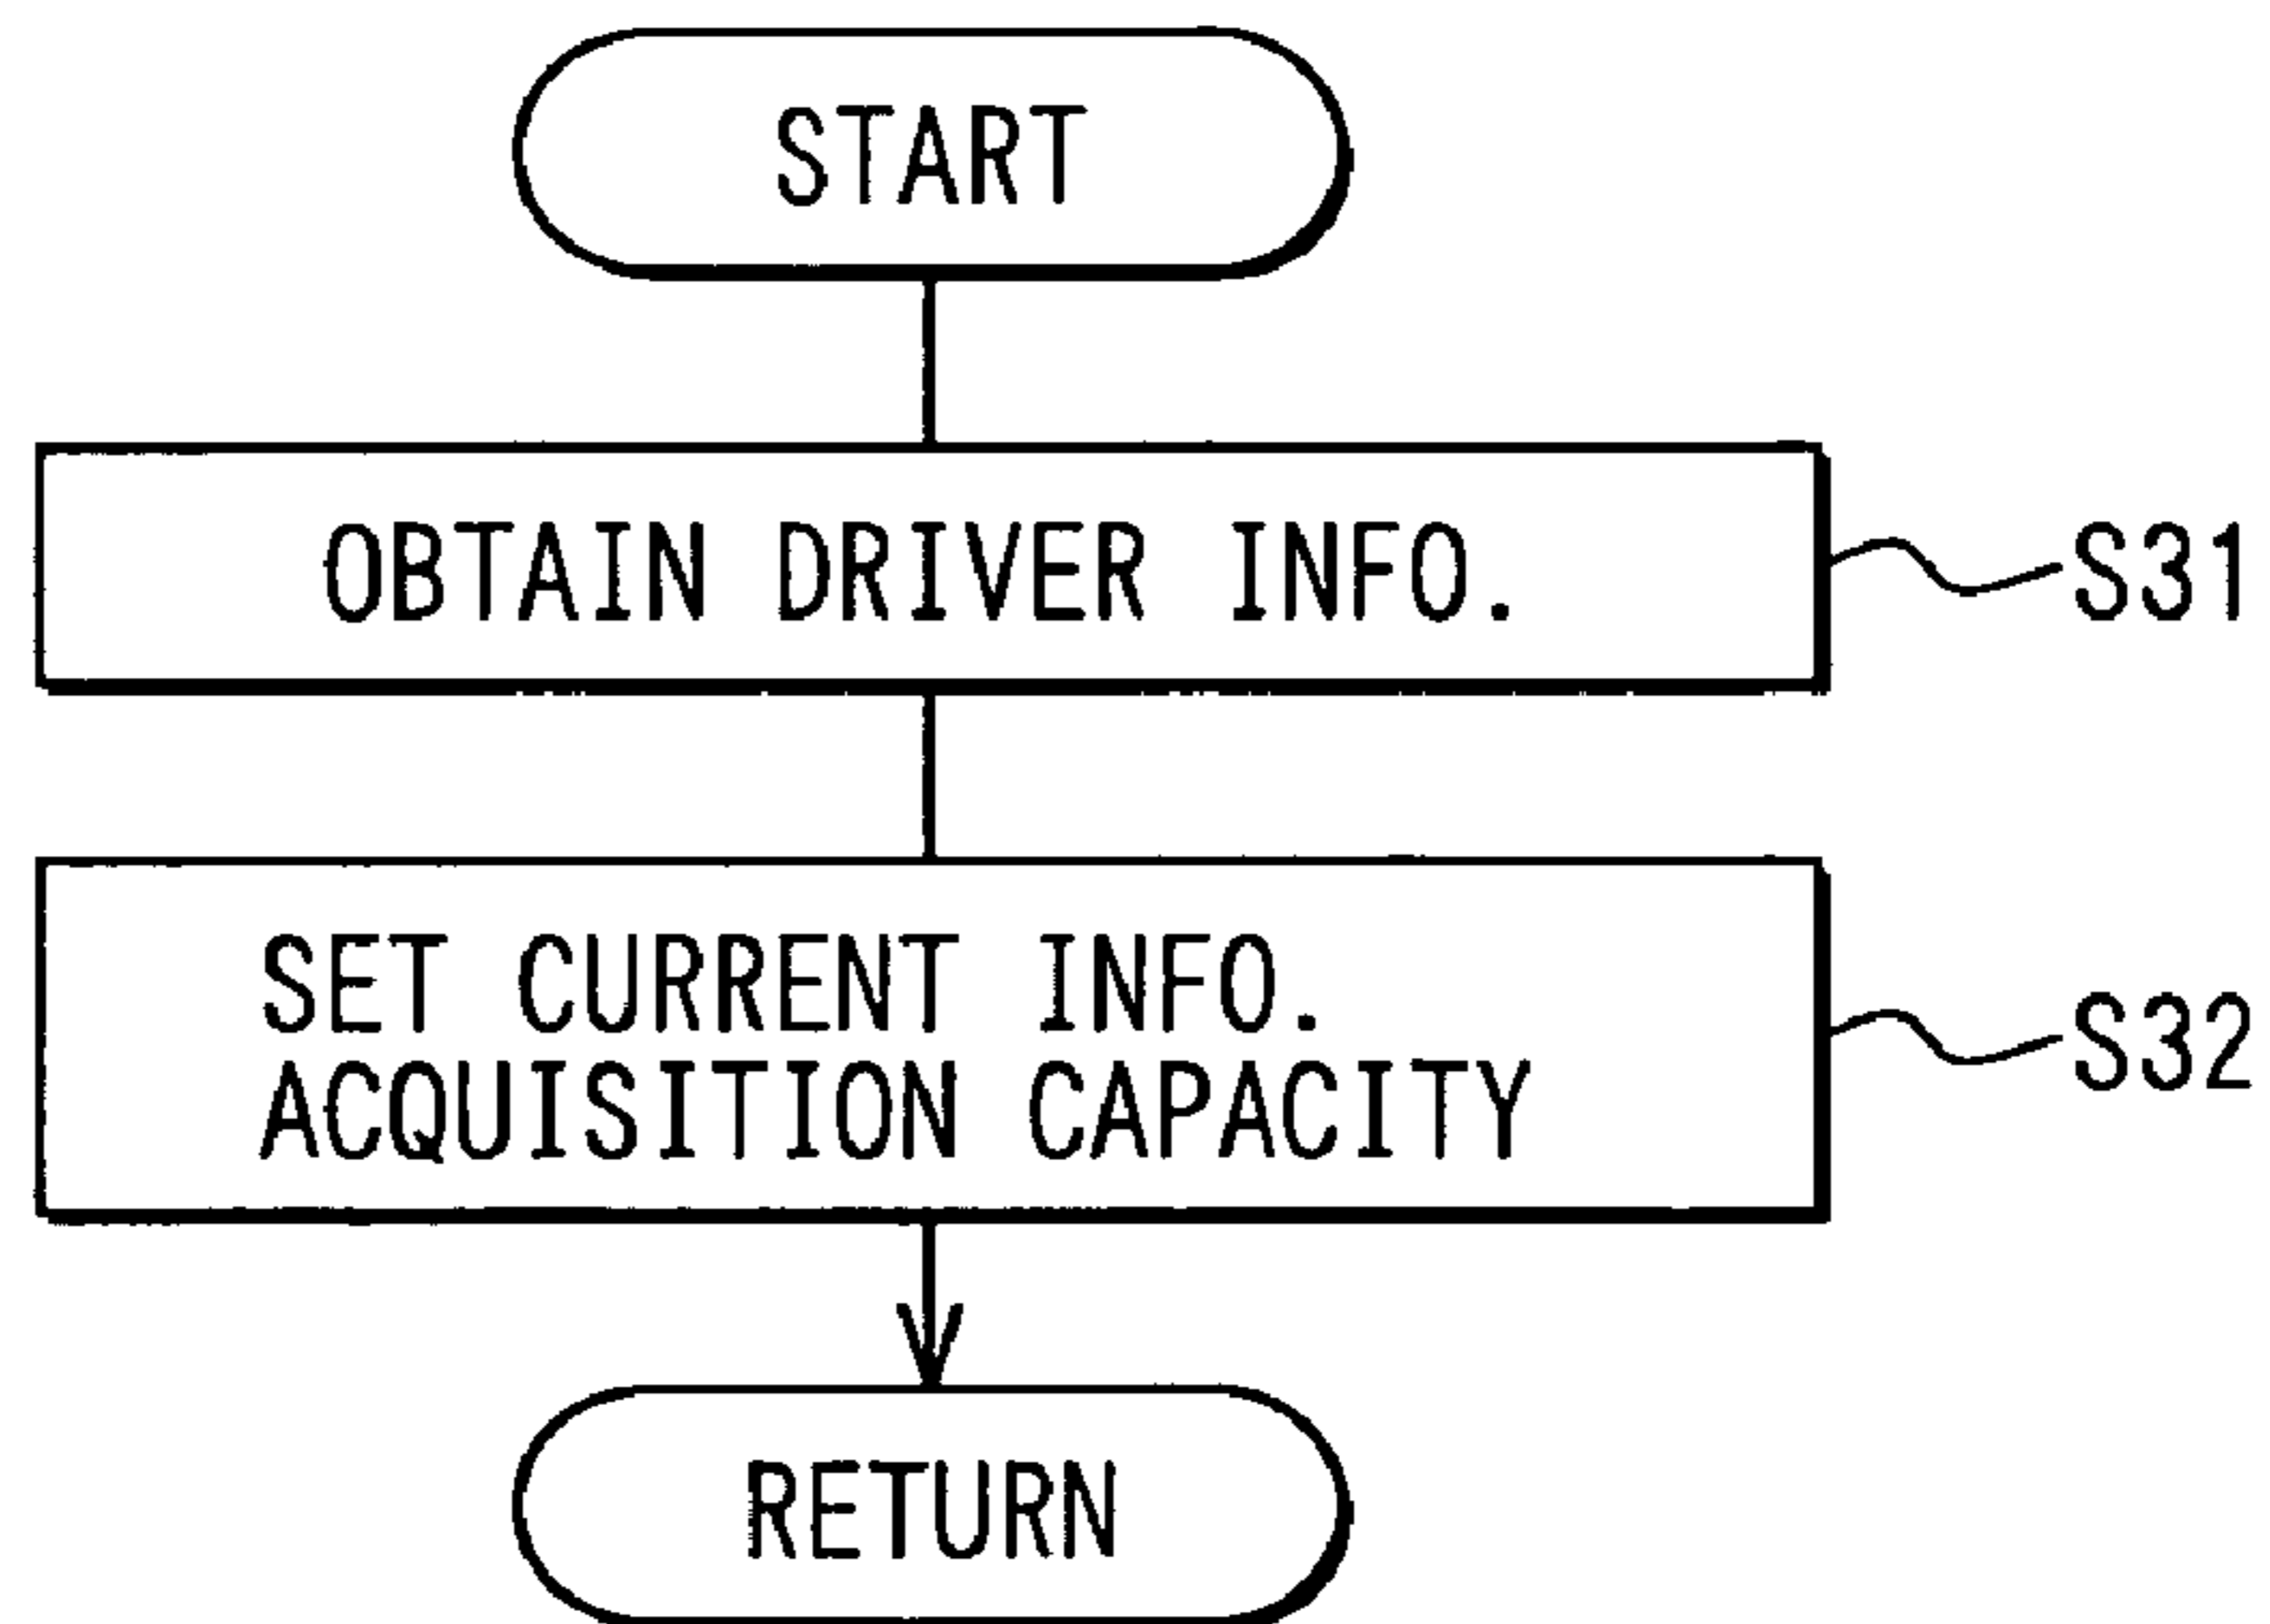 START
OBTAIN DRIVER INFO.
S31
SET CURRENT INFO.
ACQUISITION CAPACITY
S32
RETURN